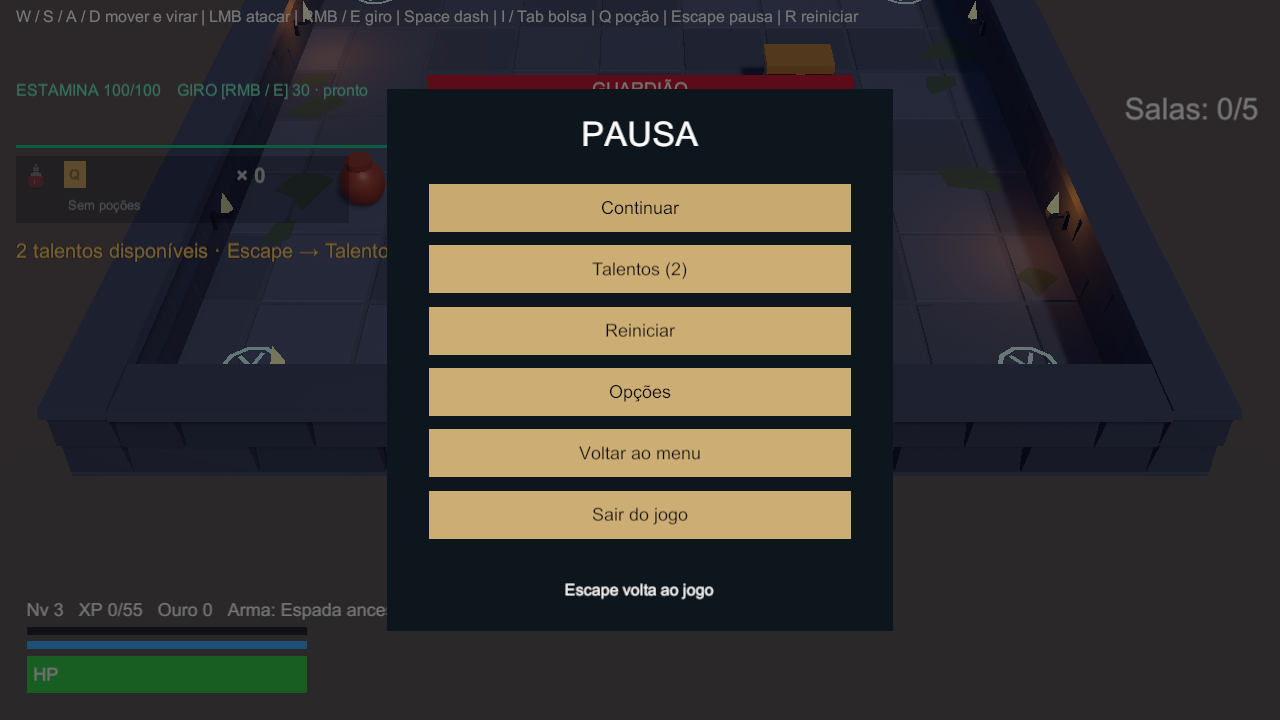 W / S / A / D mover e virar | LMB atacar | RMB / E giro | Space dash | I / Tab bolsa | Q poção | Escape pausa | R reiniciar
ESTAMINA 100/100 GIRO [RMB / E] 30 · pronto
GUARDIÃO
Salas: 0/5
PAUSA
Q
× 0
Sem poções
Continuar
2 talentos disponíveis · Escape → Talento
Talentos (2)
Reiniciar
Opções
Voltar ao menu
Sair do jogo
Escape volta ao jogo
Nv 3 XP 0/55 Ouro 0 Arma: Espada ances
HP